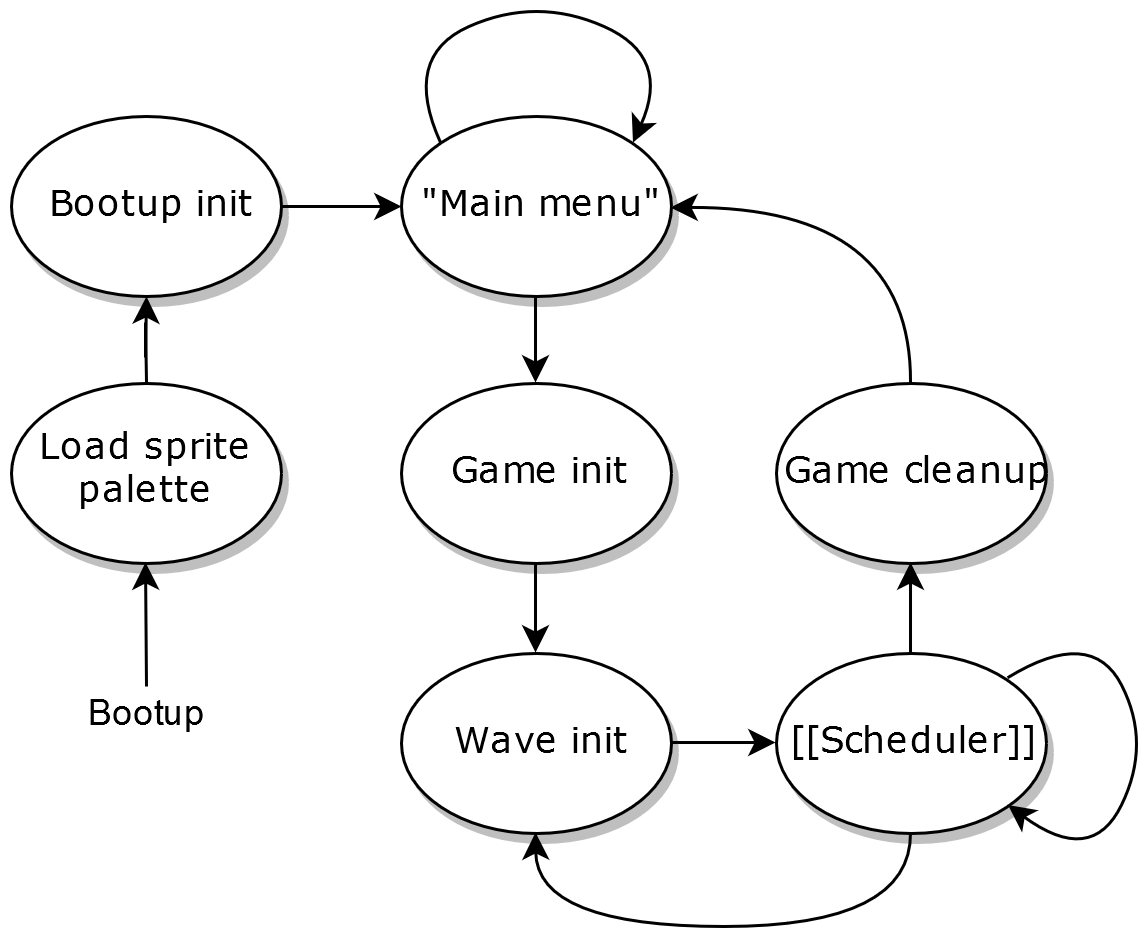 Bootup init
"Main menu"
Load sprite
palette
Game init
Game cleanup
Bootup
Wave init
[[Scheduler]]